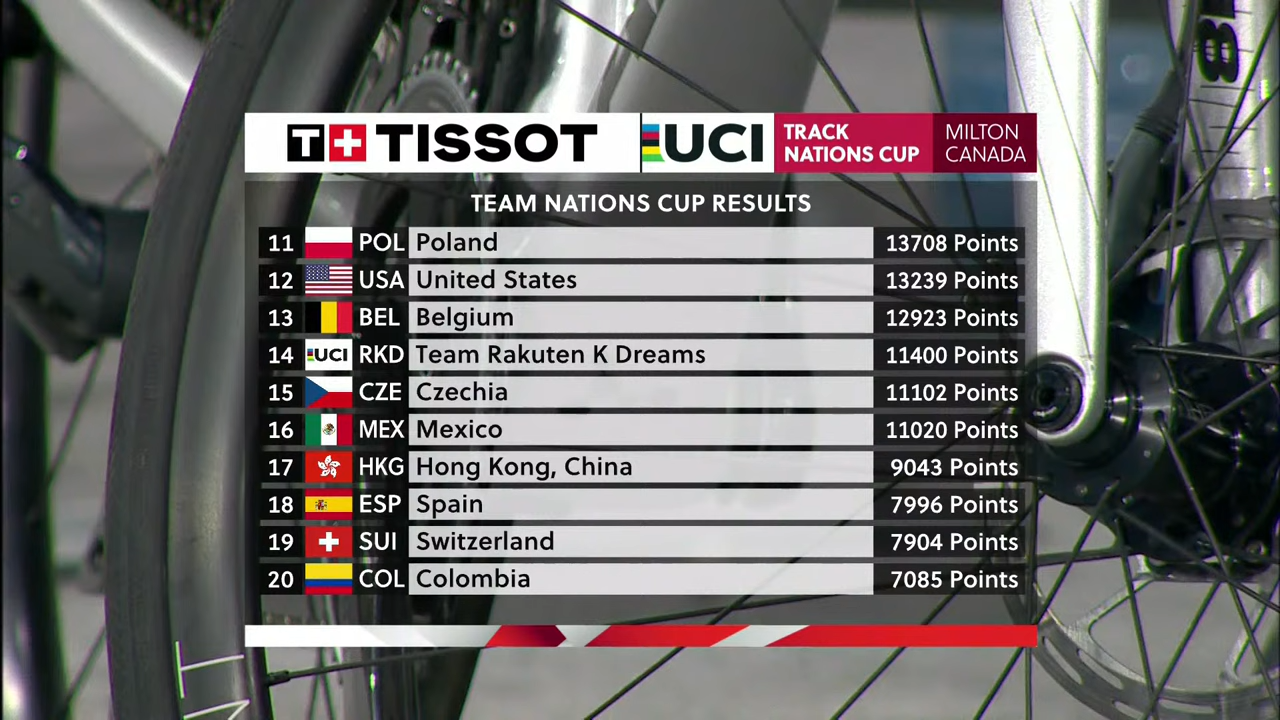 T+ TISSOT UCI TRACK NATIONS CUP MILTON CANADA
TEAM NATIONS CUP RESULTS
11 POL Poland 13708 Points
12 USA United States 13239 Points
13 BEL Belgium 12923 Points
14 UCI RKD Team Rakuten K Dreams 11400 Points
15 CZE Czechia 11102 Points
16 MEX Mexico 11020 Points
17 HKG Hong Kong, China 9043 Points
18 ESP Spain 7996 Points
19 SUI Switzerland 7904 Points
20 COL Colombia 7085 Points